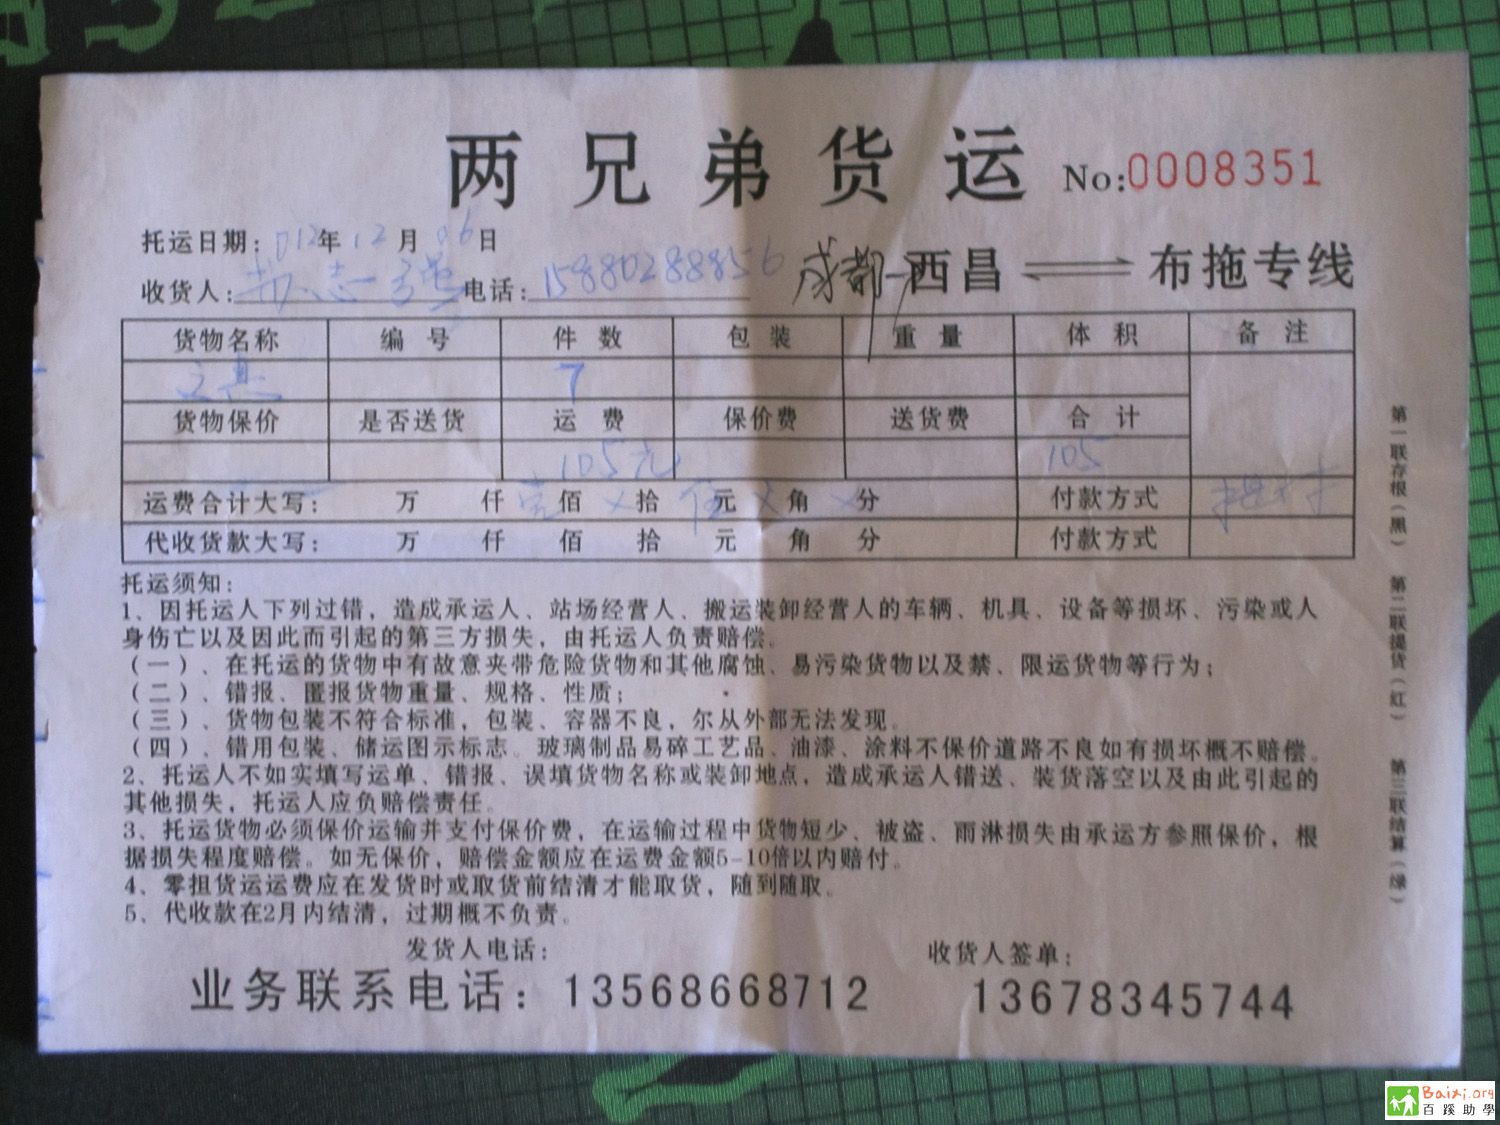 两兄弟货运 No:0008351
托运日期: 012年12月06日
收货人: 苏志强 电话: 15880288856 成都-西昌 布拖专线
货物名称 编号 件数 包装 重量 体积 备注
文具 7
货物保价 是否送货 运费 保价费 送货费 合计
105元 105
运费合计大写: 万 仟 壹佰 ×拾 伍元 ×角 ×分 付款方式 提付
代收货款大写: 万 仟 佰 拾 元 角 分 付款方式
托运须知:
1、因托运人下列过错，造成承运人、站场经营人、搬运装卸经营人的车辆、机具、设备等损坏、污染或人
身伤亡以及因此而引起的第三方损失，由托运人负责赔偿。
(一)、在托运的货物中有故意夹带危险货物和其他腐蚀、易污染货物以及禁、限运货物等行为;
(二)、错报、匿报货物重量、规格、性质;
(三)、货物包装不符合标准，包装、容器不良，尔从外部无法发现。
(四)、错用包装、储运图示标志。玻璃制品易碎工艺品、油漆、涂料不保价道路不良如有损坏概不赔偿。
2、托运人不如实填写运单、错报、误填货物名称或装卸地点，造成承运人错送、装货落空以及由此引起的
其他损失，托运人应负赔偿责任。
3、托运货物必须保价运输并支付保价费，在运输过程中货物短少、被盗、雨淋损失由承运方参照保价，根
据损失程度赔偿。如无保价，赔偿金额应在运费金额5-10倍以内赔付。
4、零担货运运费应在发货时或取货前结清才能取货，随到随取。
5、代收款在2月内结清，过期概不负责。
发货人电话: 收货人签单:
业务联系电话: 13568668712 13678345744
第一联存根(黑) 第二联提货(红) 第三联结算(绿)
Baixi.org
百蹊助學